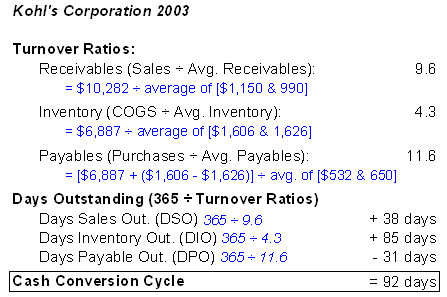 Kohl's Corporation 2003
Turnover Ratios:
Receivables (Sales ÷ Avg. Receivables): 9.6
= $10,282 ÷ average of [$1,150 & 990]
Inventory (COGS ÷ Avg. Inventory): 4.3
= $6,887 ÷ average of [$1,606 & 1,626]
Payables (Purchases ÷ Avg. Payables): 11.6
= [$6,887 + ($1,606 - $1,626)] ÷ avg. of [$532 & 650]
Days Outstanding (365 ÷ Turnover Ratios)
Days Sales Out. (DSO) 365 ÷ 9.6 + 38 days
Days Inventory Out. (DIO) 365 ÷ 4.3 + 85 days
Days Payable Out. (DPO) 365 ÷ 11.6 - 31 days
Cash Conversion Cycle = 92 days